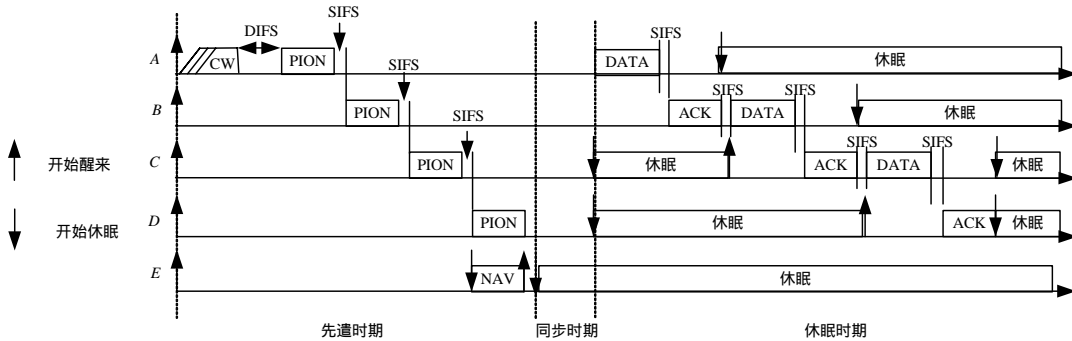 SIFS
DIFS
SIFS
A
CW
PION
DATA
休眠
SIFS
SIFS
SIFS
B
PION
ACK
DATA
休眠
SIFS
SIFS
SIFS
开始醒来
C
PION
休眠
ACK
DATA
休眠
开始休眠
D
PION
休眠
ACK
休眠
E
NAV
休眠
先遣时期
同步时期
休眠时期